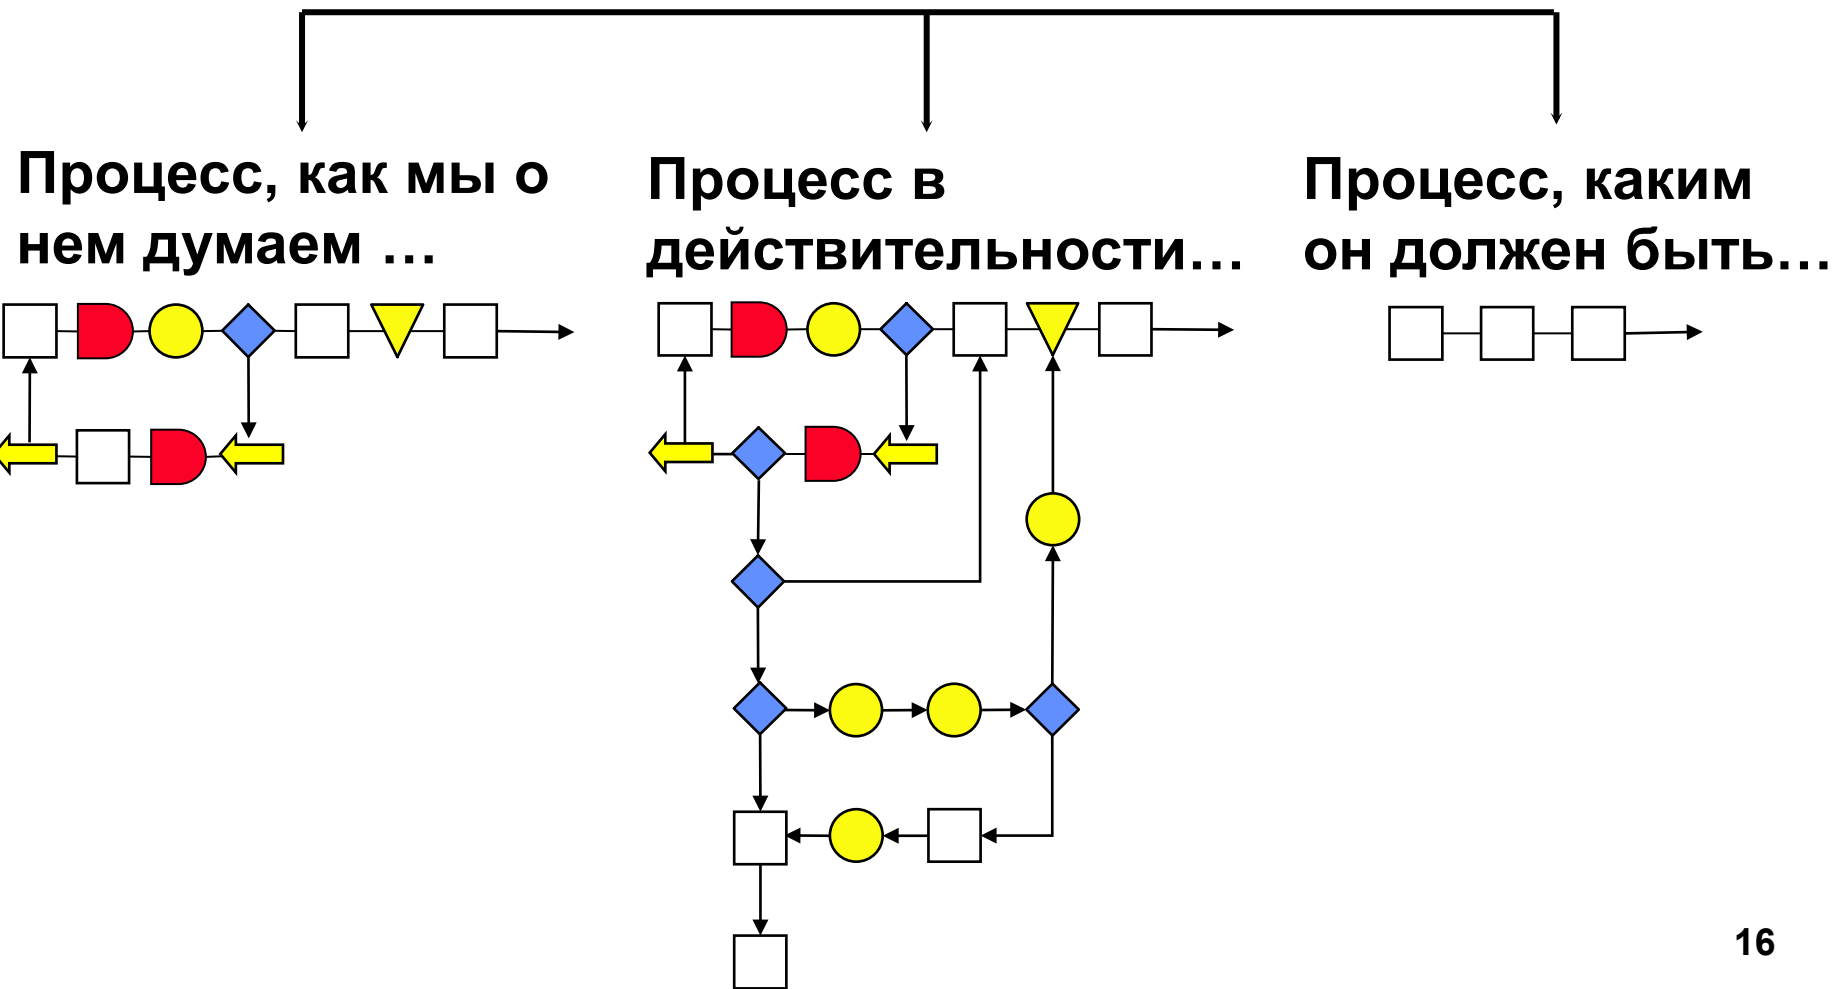 Процесс, как мы о
нем думаем …
Процесс в
действительности…
Процесс, каким
он должен быть…
16